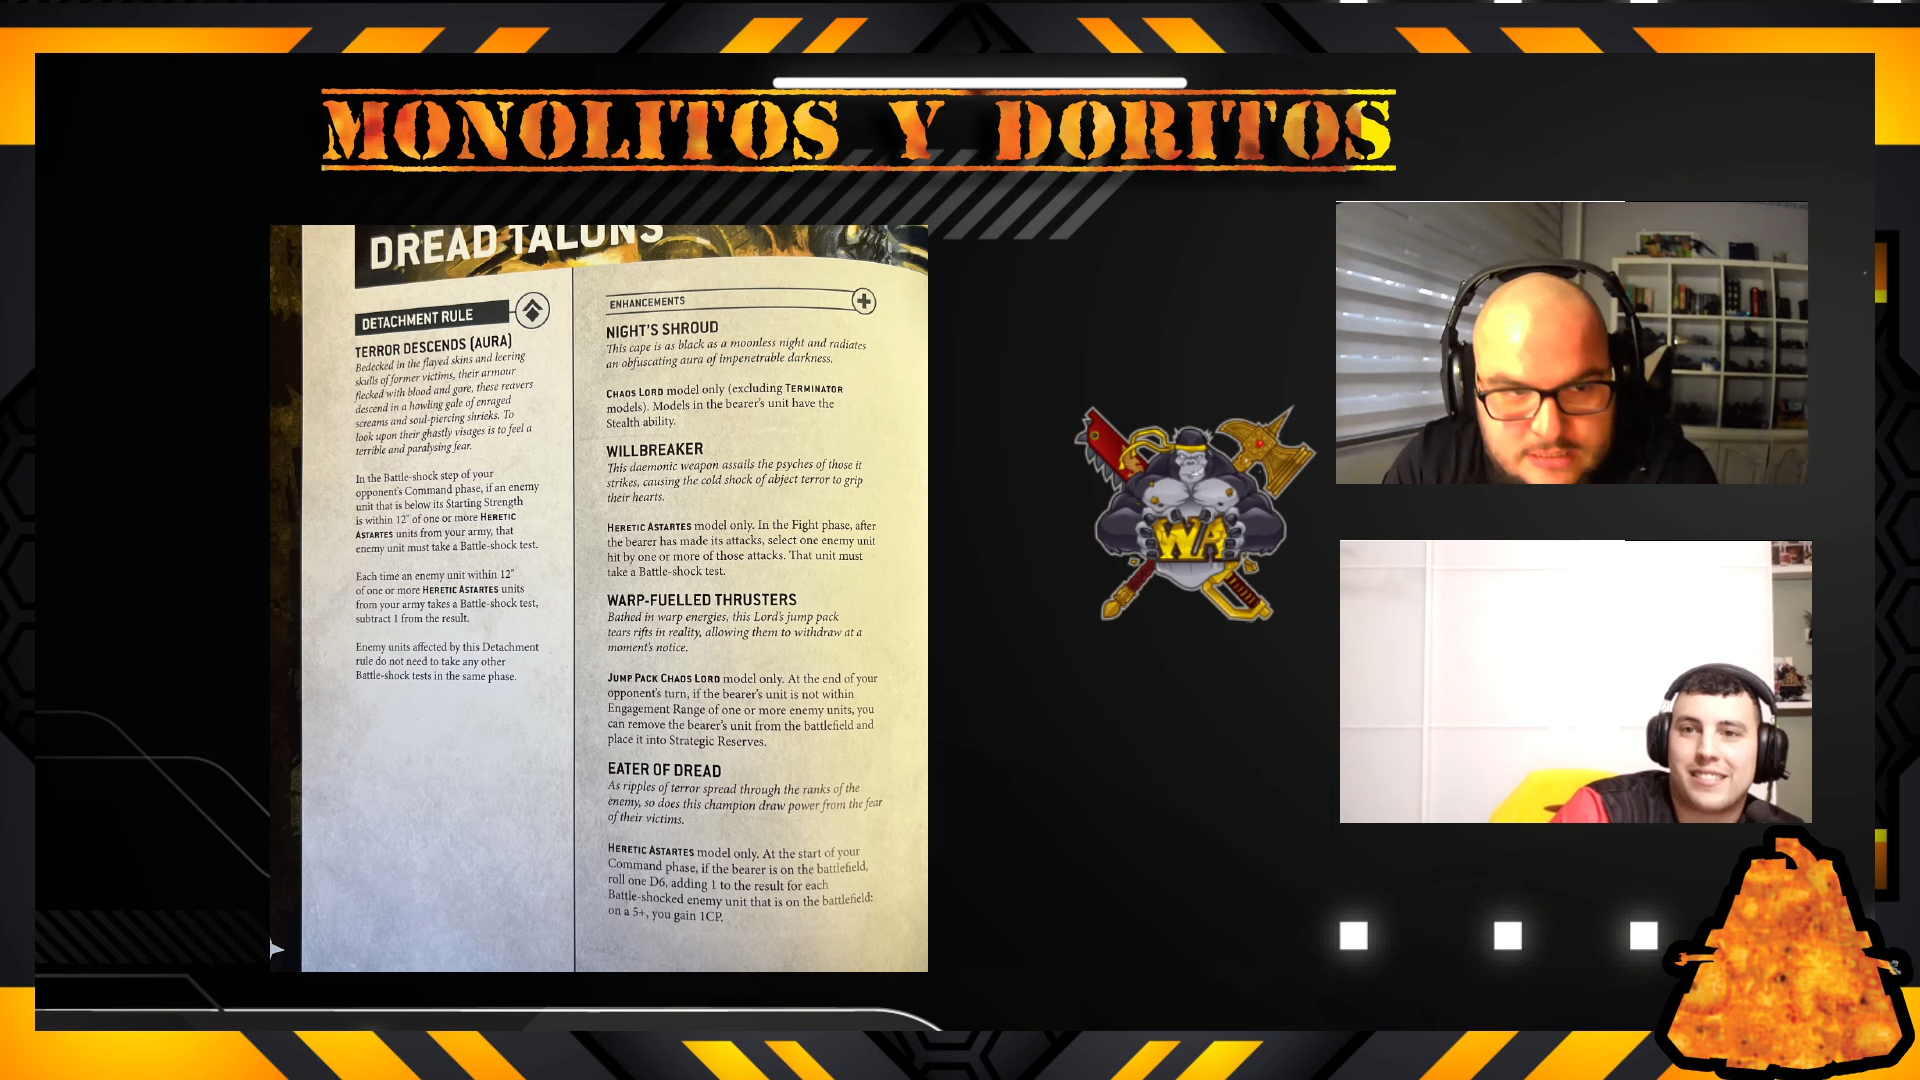 MONOLITOS Y DORITOS
DREAD TALONS
DETACHMENT RULE
TERROR DESCENDS (AURA)
Bedecked in the flayed skins and leering
skulls of former victims, their armour
flecked with blood and gore, these reavers
descend in a howling gale of enraged
screams and soul-piercing shrieks. To
look upon their ghastly visages is to feel a
terrible and paralysing fear.
In the Battle-shock step of your
opponent's Command phase, if an enemy
unit that is below its Starting Strength
is within 12" of one or more HERETIC
ASTARTES units from your army, that
enemy unit must take a Battle-shock test.
Each time an enemy unit within 12"
of one or more HERETIC ASTARTES units
from your army takes a Battle-shock test,
subtract 1 from the result.
Enemy units affected by this Detachment
rule do not need to take any other
Battle-shock tests in the same phase.
ENHANCEMENTS
NIGHT'S SHROUD
This cape is as black as a moonless night and radiates
an obfuscating aura of impenetrable darkness.
CHAOS LORD model only (excluding TERMINATOR
models). Models in the bearer's unit have the
Stealth ability.
WILLBREAKER
This daemonic weapon assails the psyches of those it
strikes, causing the cold shock of abject terror to grip
their hearts.
HERETIC ASTARTES model only. In the Fight phase, after
the bearer has made its attacks, select one enemy unit
hit by one or more of those attacks. That unit must
take a Battle-shock test.
WARP-FUELLED THRUSTERS
Bathed in warp energies, this Lord's jump pack
tears rifts in reality, allowing them to withdraw at a
moment's notice.
JUMP PACK CHAOS LORD model only. At the end of your
opponent's turn, if the bearer's unit is not within
Engagement Range of one or more enemy units, you
can remove the bearer's unit from the battlefield and
place it into Strategic Reserves.
EATER OF DREAD
As ripples of terror spread through the ranks of the
enemy, so does this champion draw power from the fear
of their victims.
HERETIC ASTARTES model only. At the start of your
Command phase, if the bearer is on the battlefield,
roll one D6, adding 1 to the result for each
Battle-shocked enemy unit that is on the battlefield:
on a 5+, you gain 1CP.